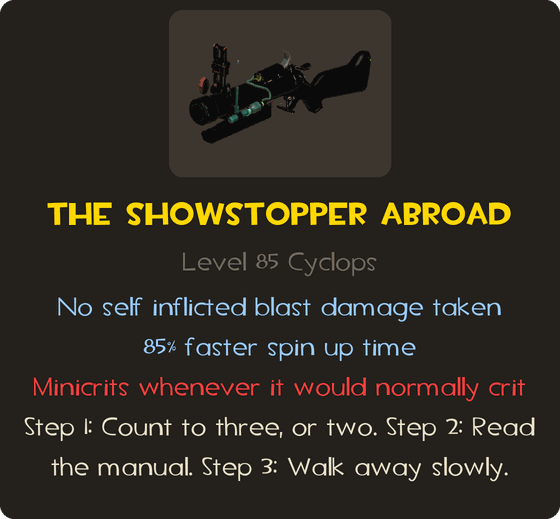 THE SHOWSTOPPER ABROAD
Level 85 Cyclops
No self inflicted blast damage taken
85% faster spin up time
Minicrits whenever it would normally crit
Step 1: Count to three, or two. Step 2: Read
the manual. Step 3: Walk away slowly.